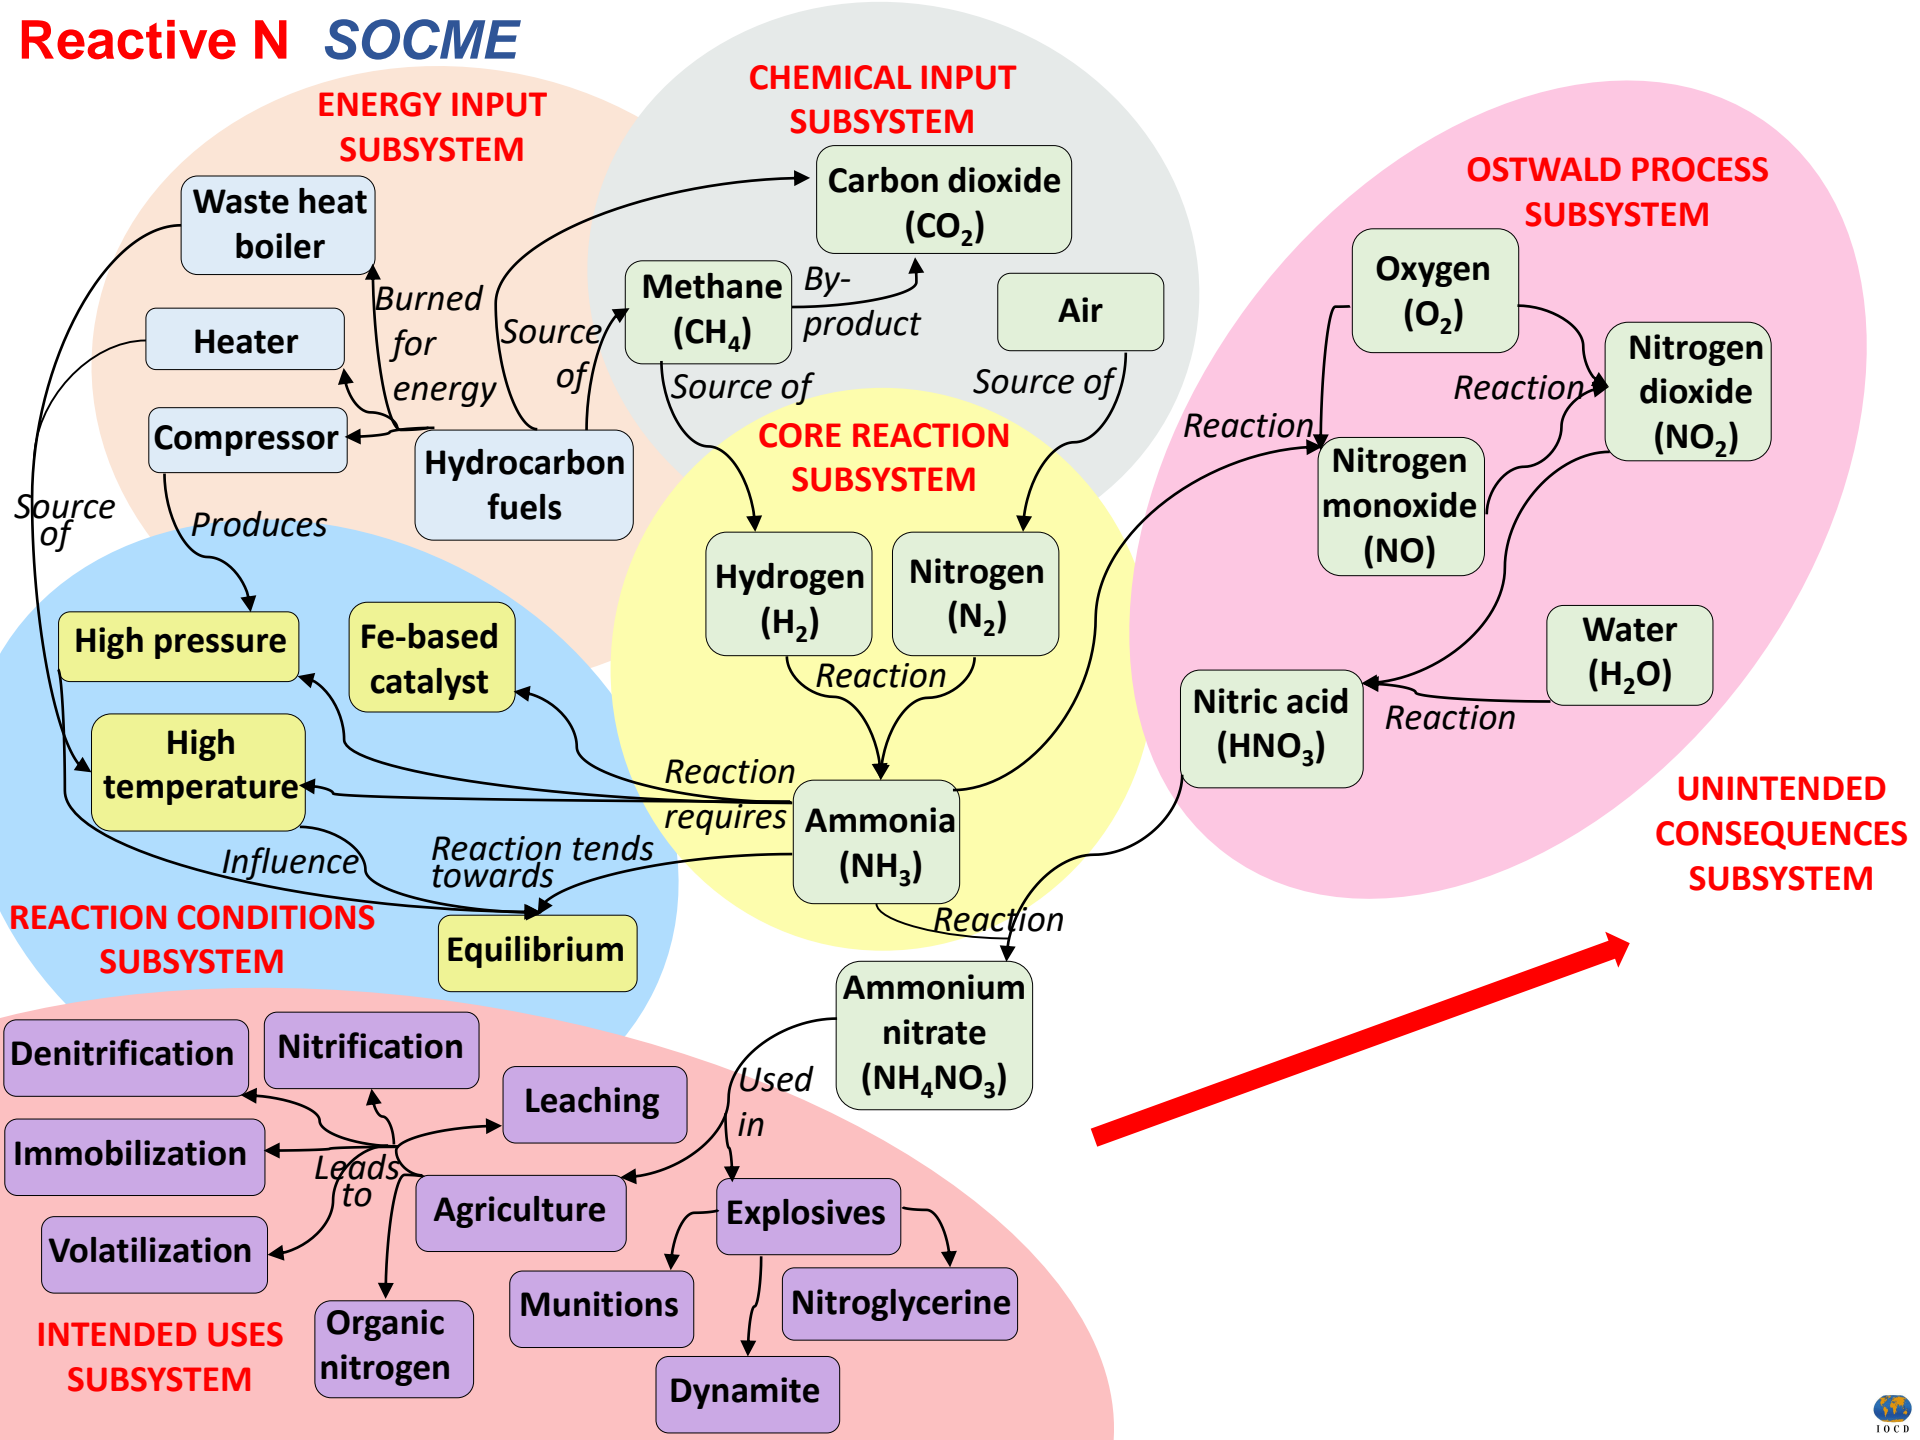 Reactive N SOCME
ENERGY INPUT
SUBSYSTEM
CHEMICAL INPUT
SUBSYSTEM
OSTWALD PROCESS
SUBSYSTEM
Waste heat
boiler
Heater
Compressor
Burned
for
energy
Hydrocarbon
fuels
Source
of
Carbon dioxide
(CO₂)
Methane
(CH₄)
By-
product
Air
Source of
Source of
Oxygen
(O₂)
Nitrogen
dioxide
(NO₂)
Reaction
Reaction
Nitrogen
monoxide
(NO)
Water
(H₂O)
Nitric acid
(HNO₃)
Reaction
CORE REACTION
SUBSYSTEM
Hydrogen
(H₂)
Nitrogen
(N₂)
Reaction
Ammonia
(NH₃)
Reaction
requires
Reaction tends
towards
Reaction
Source
of
Produces
High pressure
Fe-based
catalyst
High
temperature
Influence
Equilibrium
REACTION CONDITIONS
SUBSYSTEM
UNINTENDED
CONSEQUENCES
SUBSYSTEM
Ammonium
nitrate
(NH₄NO₃)
Used
in
Denitrification
Nitrification
Leaching
Immobilization
Leads
to
Agriculture
Explosives
Volatilization
Organic
nitrogen
Munitions
Nitroglycerine
Dynamite
INTENDED USES
SUBSYSTEM
IOCD